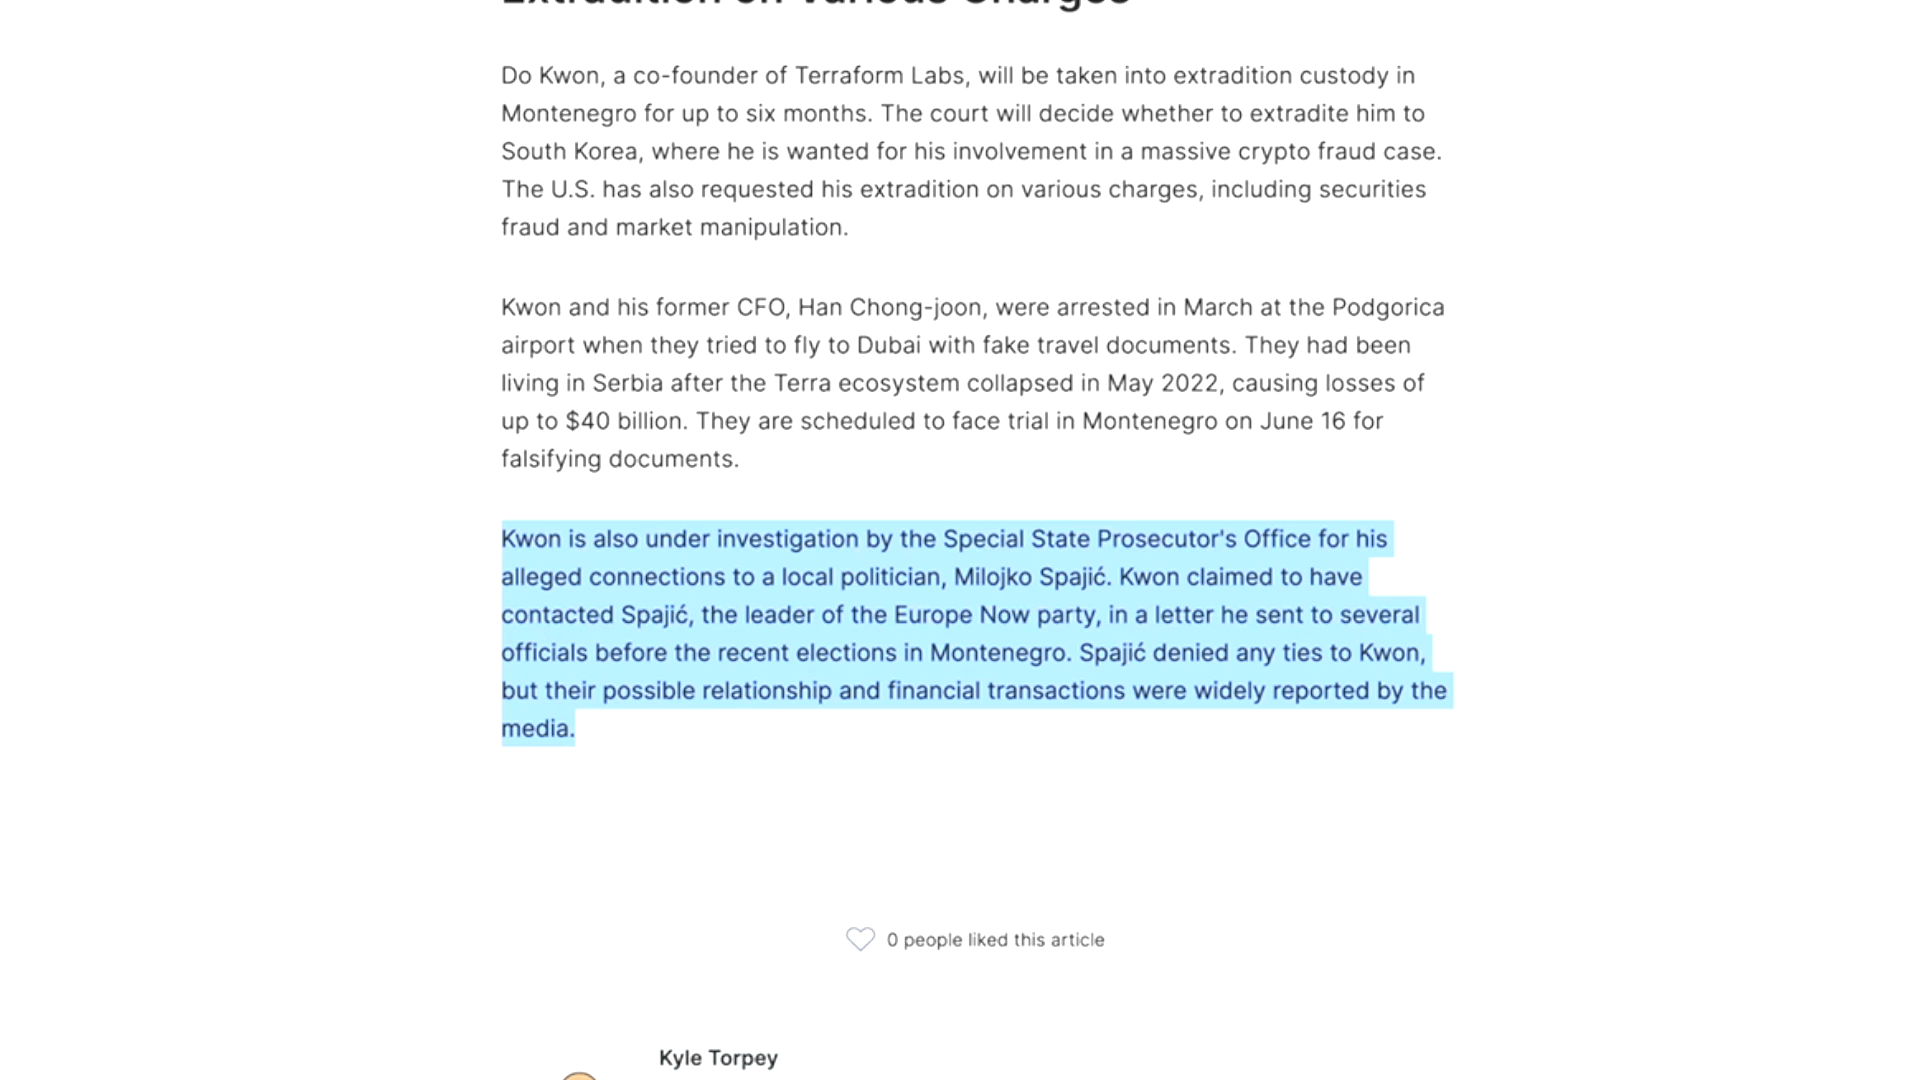 Extradition on Various Charges
Do Kwon, a co-founder of Terraform Labs, will be taken into extradition custody in
Montenegro for up to six months. The court will decide whether to extradite him to
South Korea, where he is wanted for his involvement in a massive crypto fraud case.
The U.S. has also requested his extradition on various charges, including securities
fraud and market manipulation.
Kwon and his former CFO, Han Chong-joon, were arrested in March at the Podgorica
airport when they tried to fly to Dubai with fake travel documents. They had been
living in Serbia after the Terra ecosystem collapsed in May 2022, causing losses of
up to $40 billion. They are scheduled to face trial in Montenegro on June 16 for
falsifying documents.
Kwon is also under investigation by the Special State Prosecutor's Office for his
alleged connections to a local politician, Milojko Spajić. Kwon claimed to have
contacted Spajić, the leader of the Europe Now party, in a letter he sent to several
officials before the recent elections in Montenegro. Spajić denied any ties to Kwon,
but their possible relationship and financial transactions were widely reported by the
media.
0 people liked this article
Kyle Torpey